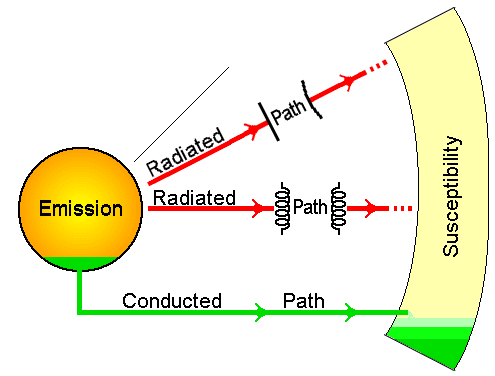 Radiated Path
Emission
Radiated Path
Conducted Path
Susceptibility